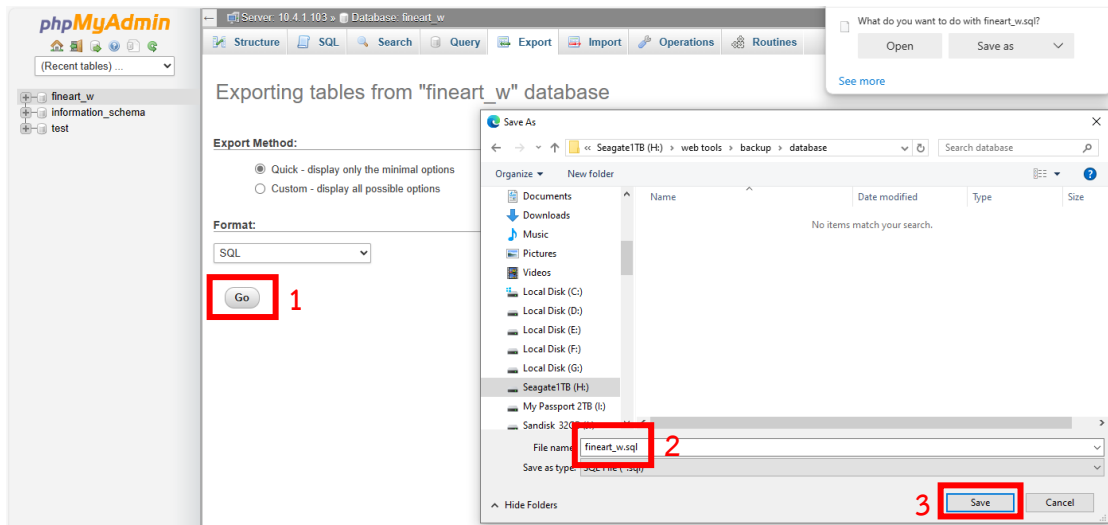 phpMyAdmin
(Recent tables) ...
fineart_w
information_schema
test
Server: 10.4.1.103 » Database: fineart_w
Structure SQL Search Query Export Import Operations Routines
Exporting tables from "fineart_w" database
Export Method:
Quick - display only the minimal options
Custom - display all possible options
Format:
SQL
Go
1
What do you want to do with fineart_w.sql?
Open Save as
See more
Save As
« Seagate1TB (H:) › web tools › backup › database
Search database
Organize New folder
Name Date modified Type Size
No items match your search.
Documents
Downloads
Music
Pictures
Videos
Local Disk (C:)
Local Disk (D:)
Local Disk (E:)
Local Disk (F:)
Local Disk (G:)
Seagate1TB (H:)
My Passport 2TB (I:)
Sandisk
File name: fineart_w.sql
2
Save as type:
Hide Folders
3
Save Cancel